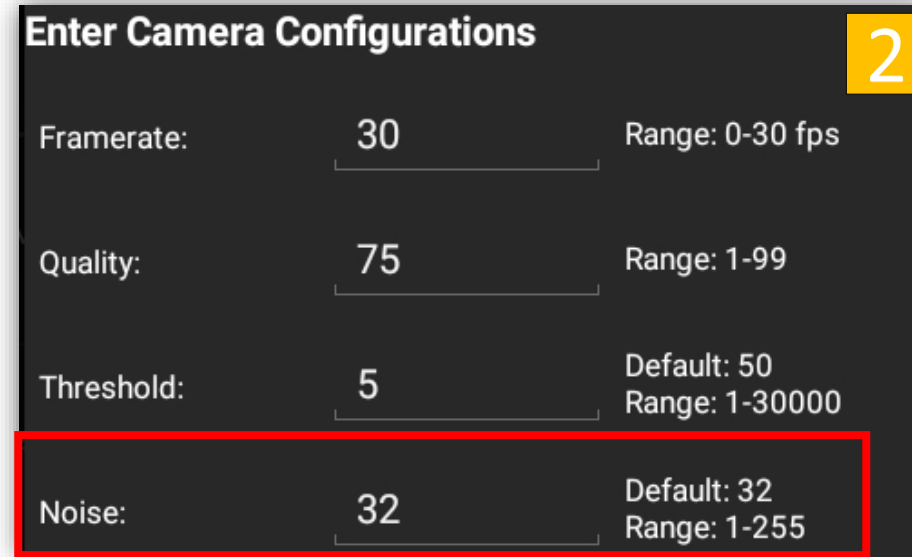 Enter Camera Configurations
2
Framerate: 30 Range: 0-30 fps
Quality: 75 Range: 1-99
Threshold: 5 Default: 50
Range: 1-30000
Noise: 32 Default: 32
Range: 1-255